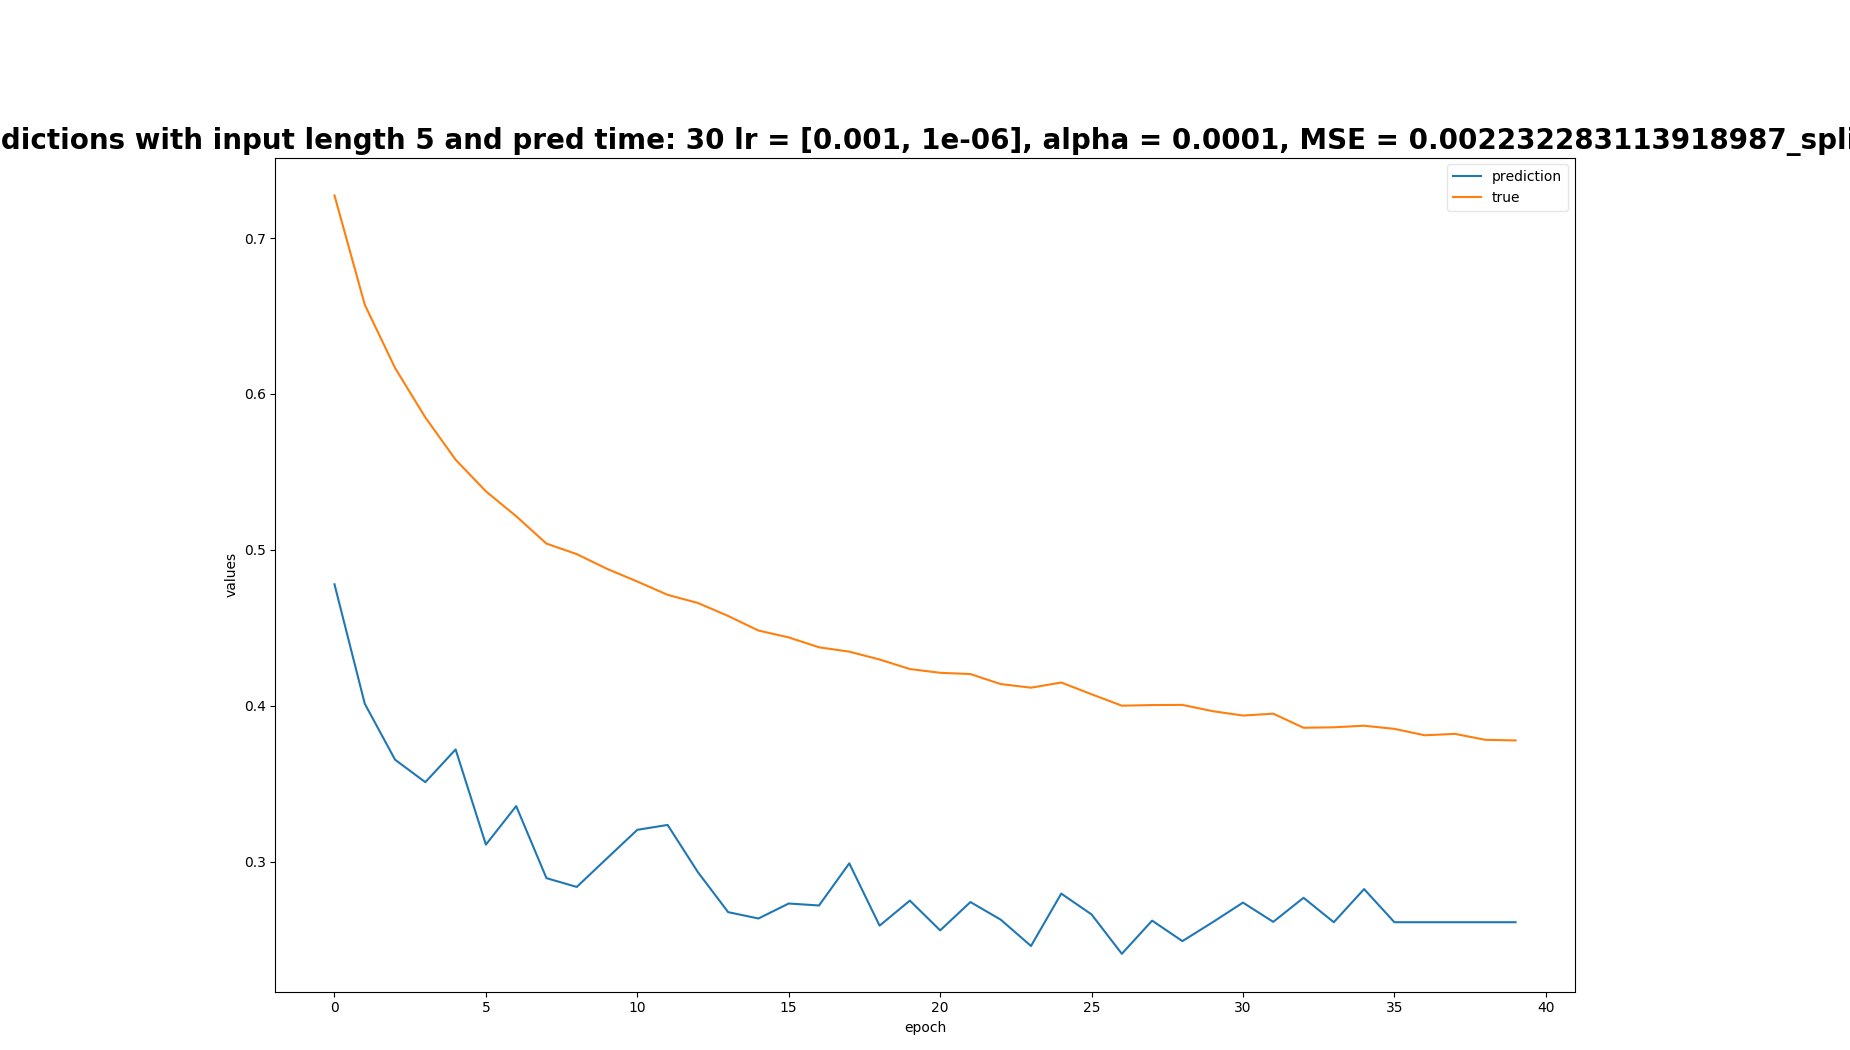 dictions with input length 5 and pred time: 30 lr = [0.001, 1e-06], alpha = 0.0001, MSE = 0.002232283113918987_spli
prediction
true
0.7
0.6
0.5
0.4
0.3
values
0 5 10 15 20 25 30 35 40
epoch